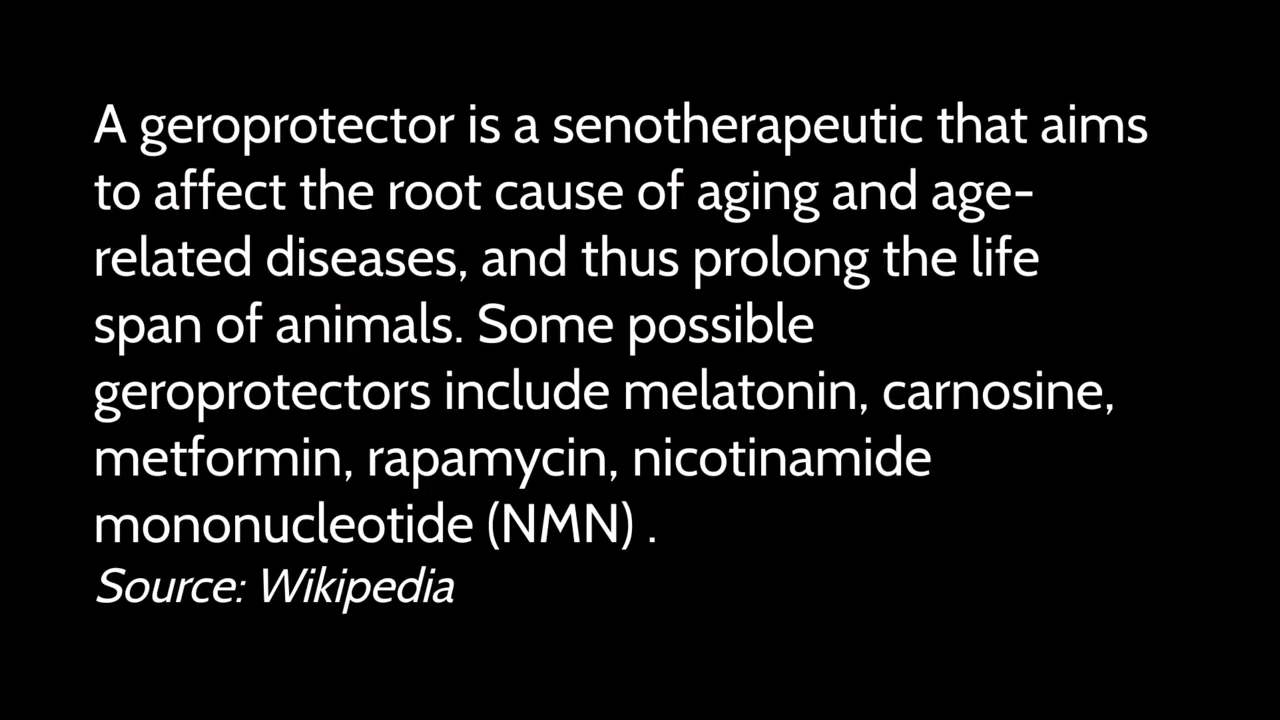 A geroprotector is a senotherapeutic that aims
to affect the root cause of aging and age-
related diseases, and thus prolong the life
span of animals. Some possible
geroprotectors include melatonin, carnosine,
metformin, rapamycin, nicotinamide
mononucleotide (NMN) .
Source: Wikipedia